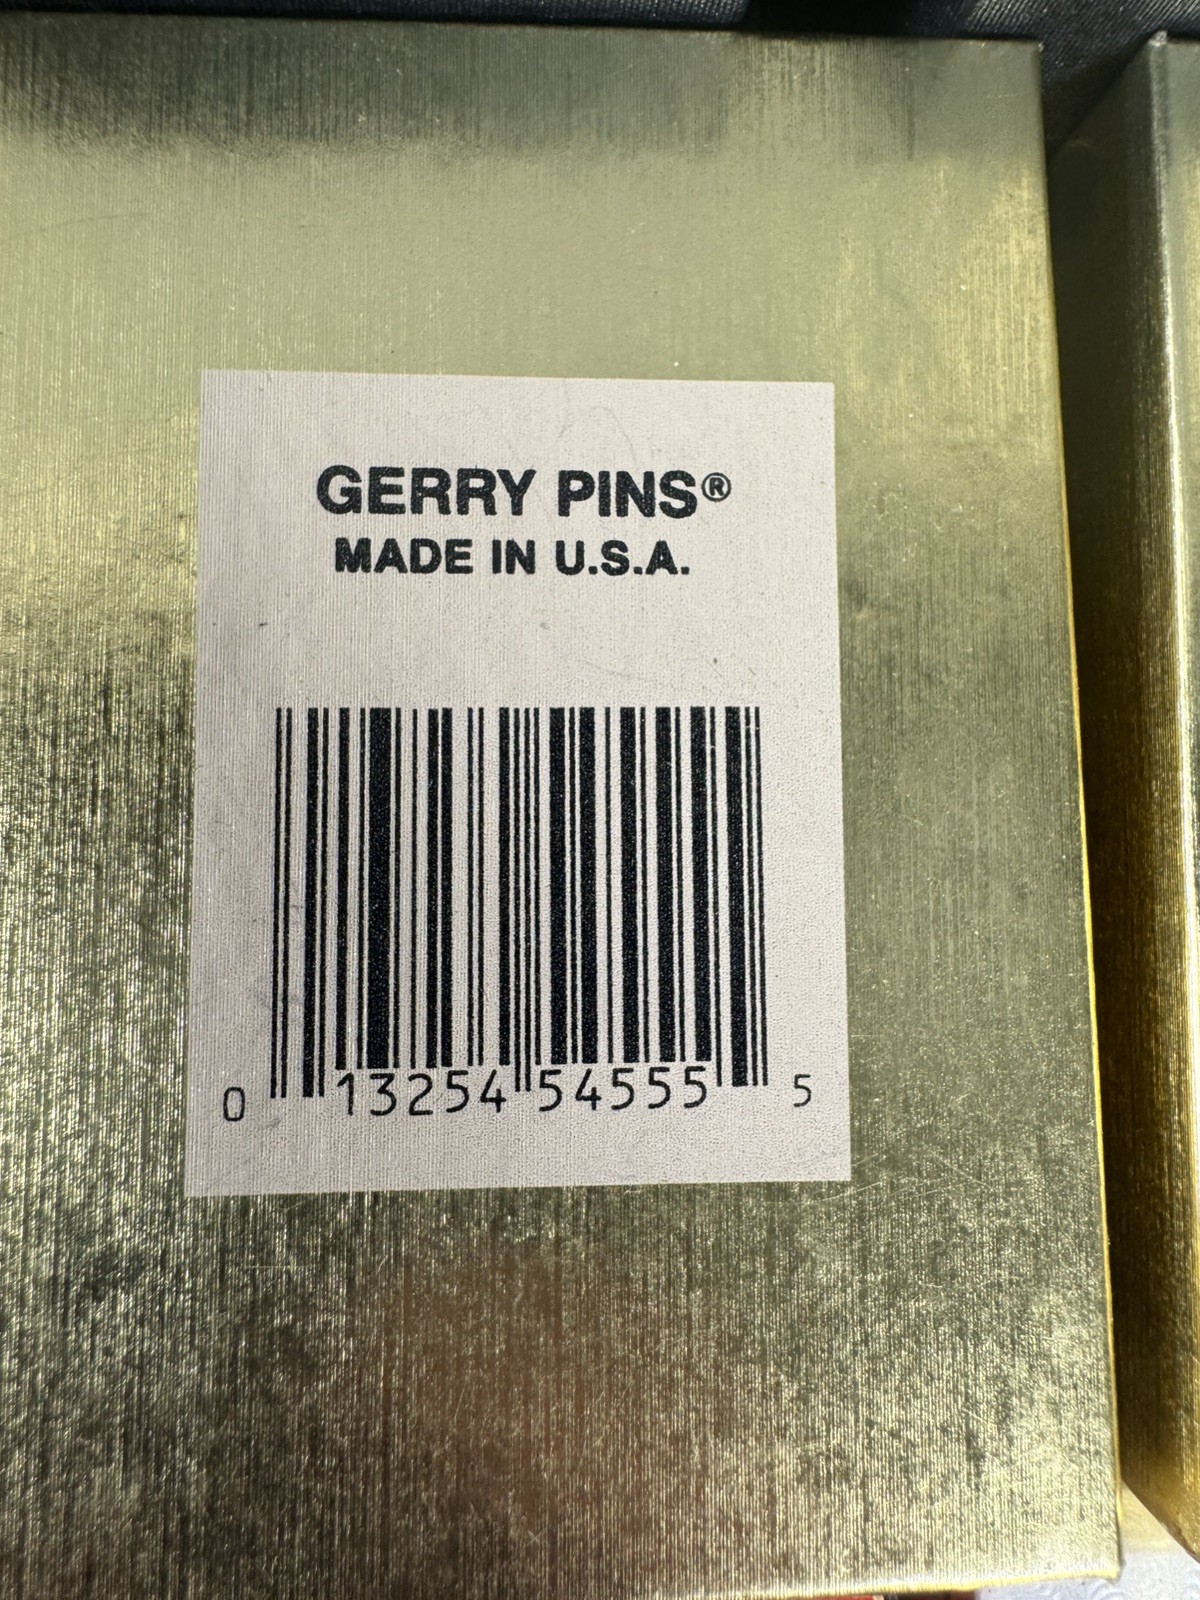 GERRY PINS®
MADE IN U.S.A.
0 13254 54555 5